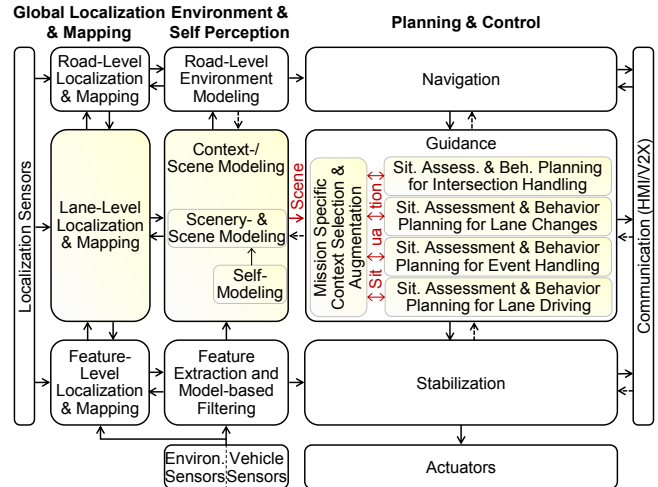 Global Localization
& Mapping
Environment &
Self Perception
Planning & Control
Localization Sensors
Road-Level
Localization
& Mapping
Road-Level
Environment
Modeling
Navigation
Communication (HMI/V2X)
Lane-Level
Localization
& Mapping
Context-/
Scene Modeling
Scenery- &
Scene Modeling
Self-
Modeling
Scene
Guidance
Mission Specific
Context Selection &
Augmentation
Sit ua tion
Sit. Assess. & Beh. Planning
for Intersection Handling
Sit. Assessment & Behavior
Planning for Lane Changes
Sit. Assessment & Behavior
Planning for Event Handling
Sit. Assessment & Behavior
Planning for Lane Driving
Feature-
Level
Localization
& Mapping
Feature
Extraction and
Model-based
Filtering
Stabilization
Environ.
Sensors
Vehicle
Sensors
Actuators